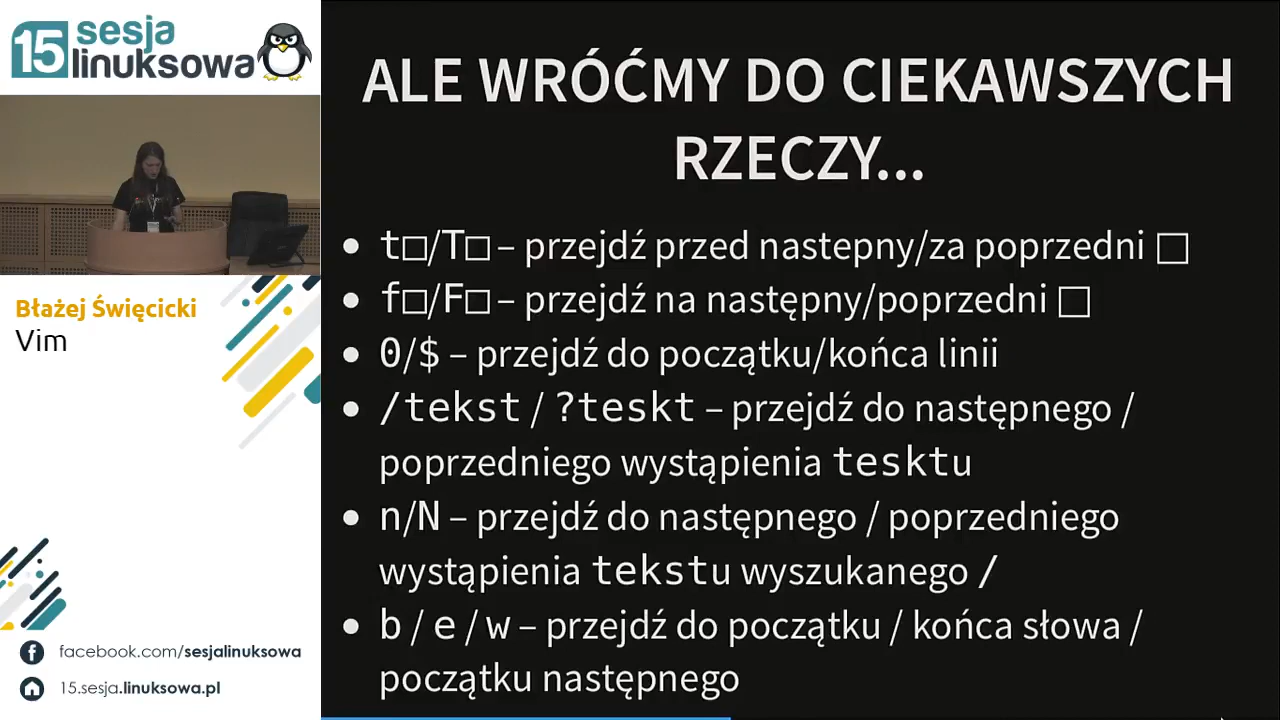 15 sesja
linuksowa
Błażej Święcicki
Vim
facebook.com/sesjalinuksowa
15.sesja.linuksowa.pl
ALE WRÓĆMY DO CIEKAWSZYCH
RZECZY...
• t□/T□ – przejdź przed nastepny/za poprzedni □
• f□/F□ – przejdź na następny/poprzedni □
• 0/$ – przejdź do początku/końca linii
• /tekst / ?teskt – przejdź do następnego /
poprzedniego wystąpienia tesktu
• n/N – przejdź do następnego / poprzedniego
wystąpienia tekstu wyszukanego /
• b / e / w – przejdź do początku / końca słowa /
początku następnego